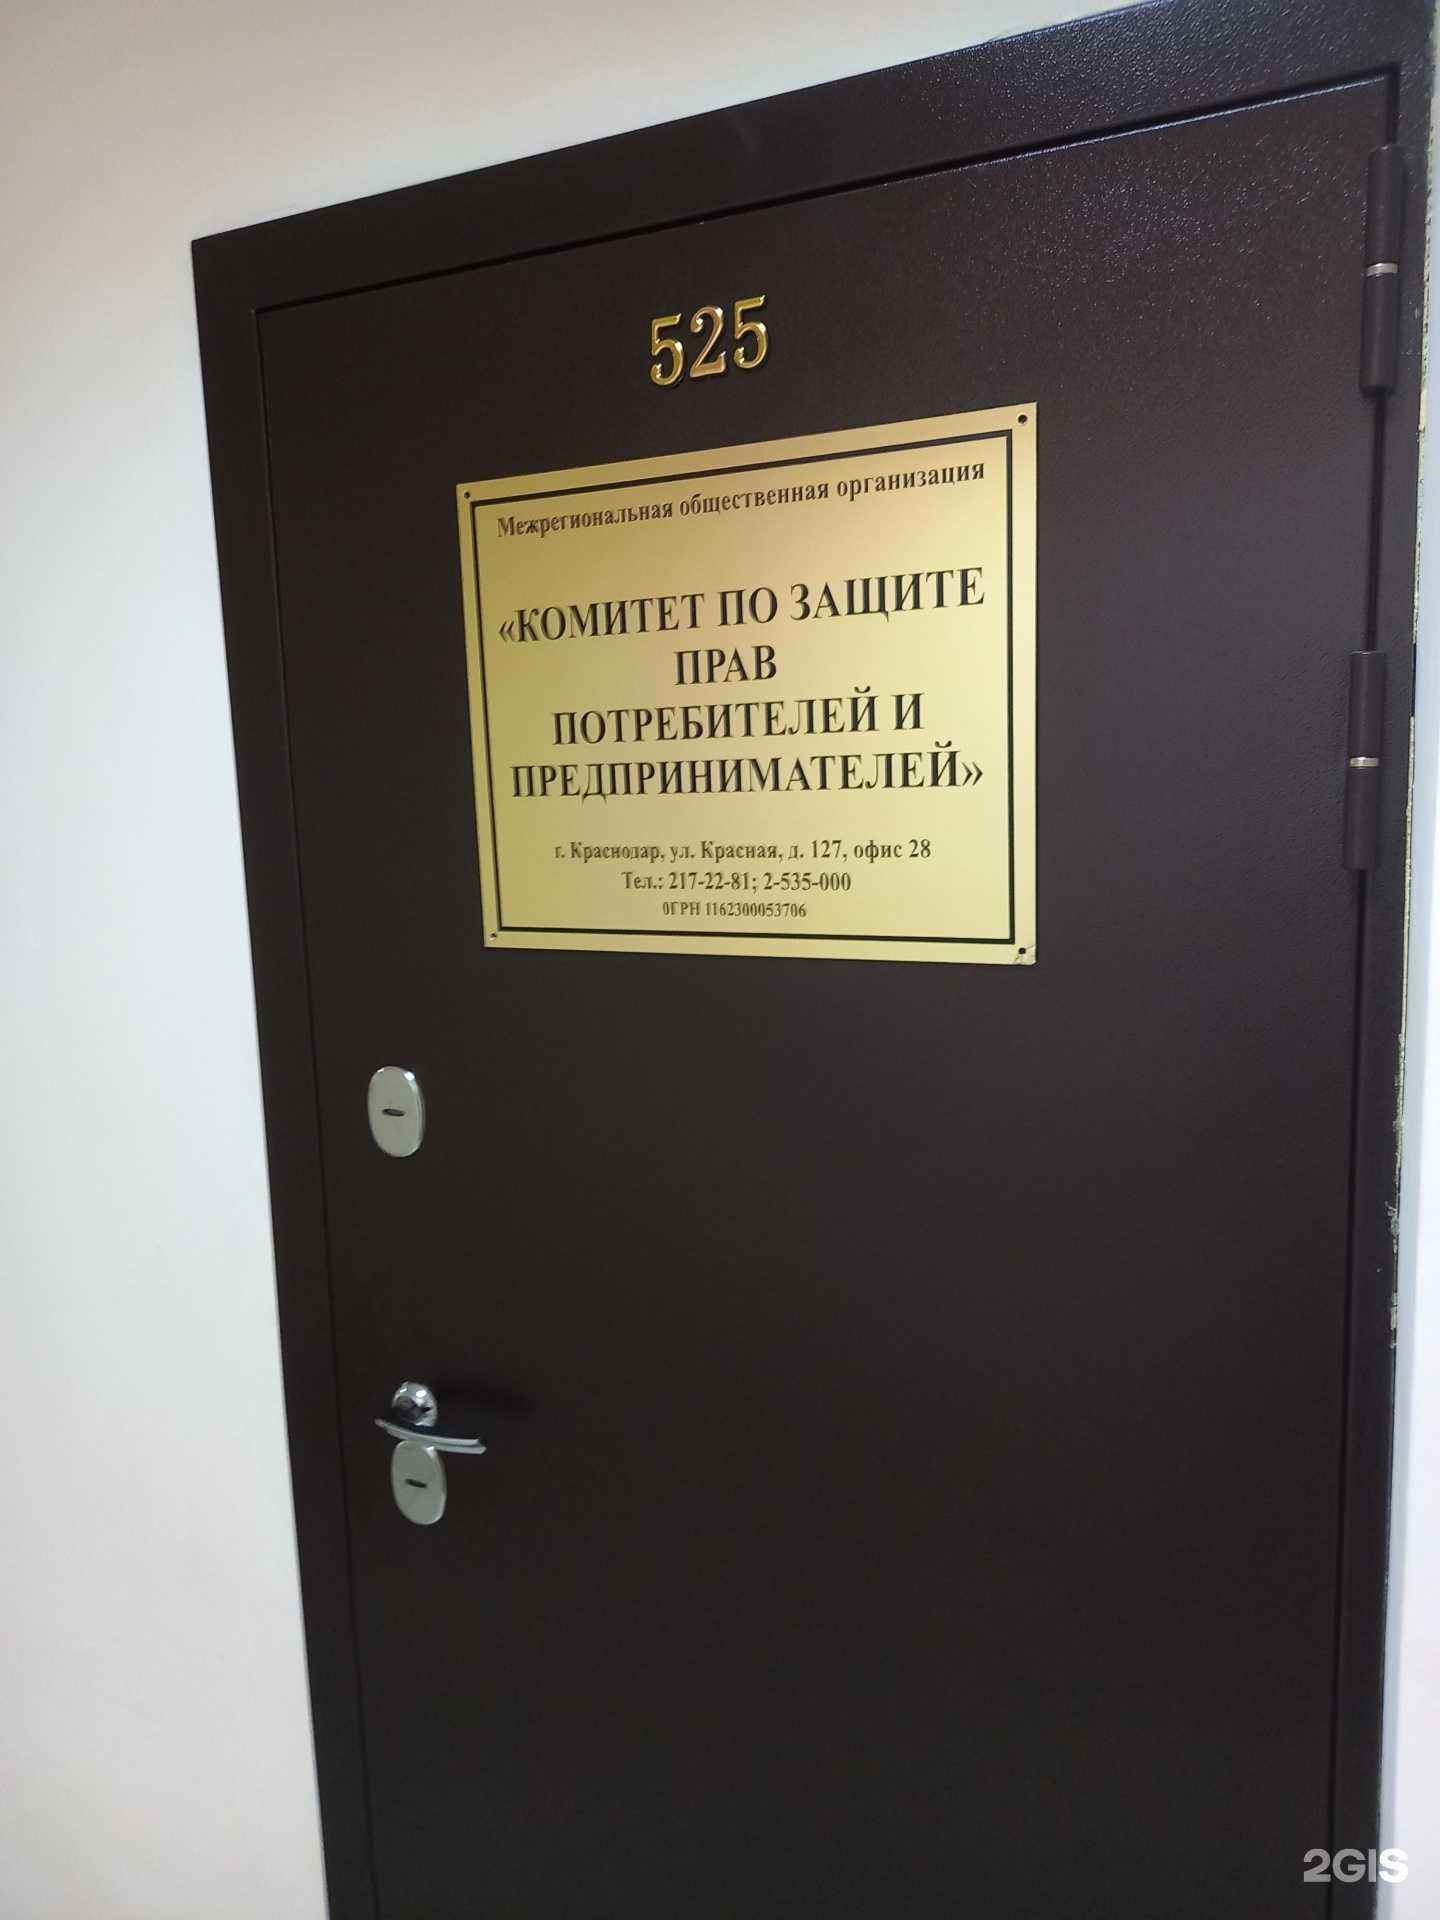 525
Межрегиональная общественная организация
«КОМИТЕТ ПО ЗАЩИТЕ
ПРАВ
ПОТРЕБИТЕЛЕЙ И
ПРЕДПРИНИМАТЕЛЕЙ»
г. Краснодар, ул. Красная, д. 127, офис 28
Тел.: 217-22-81; 2-535-000
ОГРН 1162300053706
2GIS